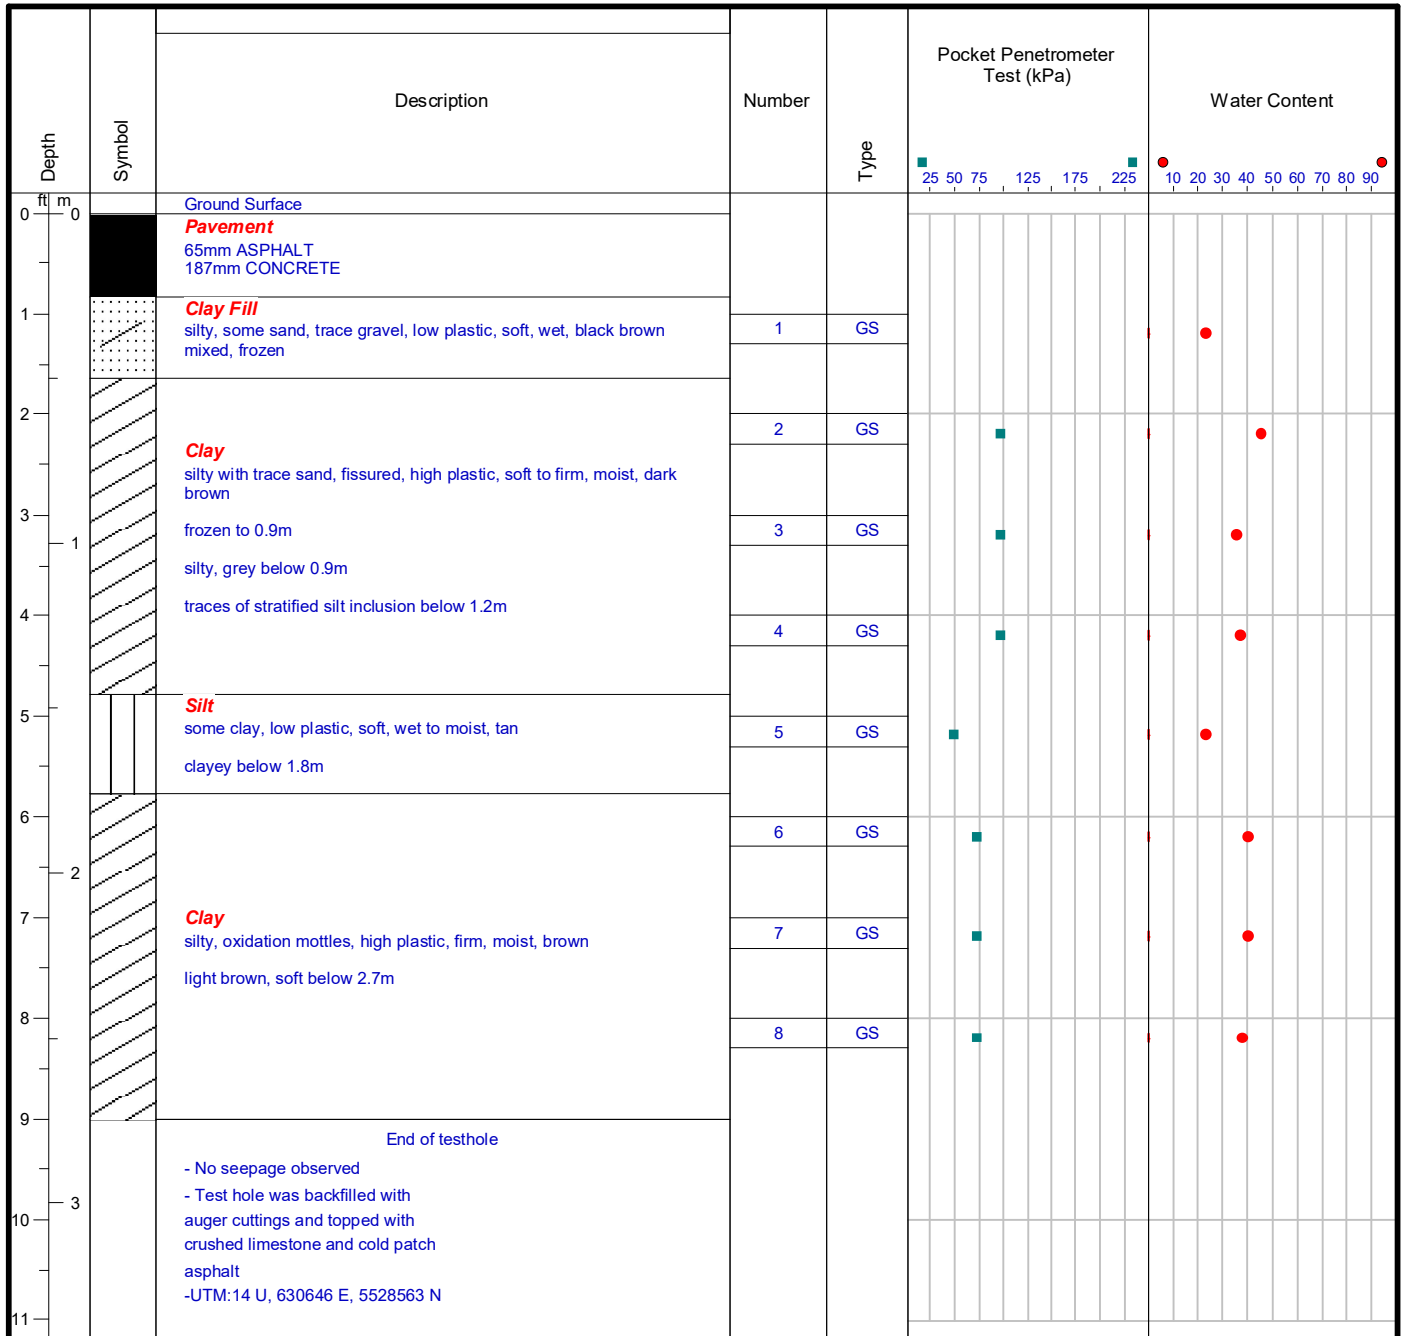 Depth
Symbol
Description
Number
Type
Pocket Penetrometer
Test (kPa)
Water Content
25 50 75 125 175 225
10 20 30 40 50 60 70 80 90
ft m
Ground Surface
0 0
Pavement
65mm ASPHALT
187mm CONCRETE
Clay Fill
1
silty, some sand, trace gravel, low plastic, soft, wet, black brown
mixed, frozen
1 GS
2
2 GS
Clay
silty with trace sand, fissured, high plastic, soft to firm, moist, dark
brown
3
frozen to 0.9m
3 GS
1
silty, grey below 0.9m
traces of stratified silt inclusion below 1.2m
4
4 GS
Silt
5
some clay, low plastic, soft, wet to moist, tan
5 GS
clayey below 1.8m
6
6 GS
2
7
Clay
7 GS
silty, oxidation mottles, high plastic, firm, moist, brown
light brown, soft below 2.7m
8
8 GS
9
End of testhole
- No seepage observed
- Test hole was backfilled with
3
auger cuttings and topped with
10
crushed limestone and cold patch
asphalt
-UTM:14 U, 630646 E, 5528563 N
11